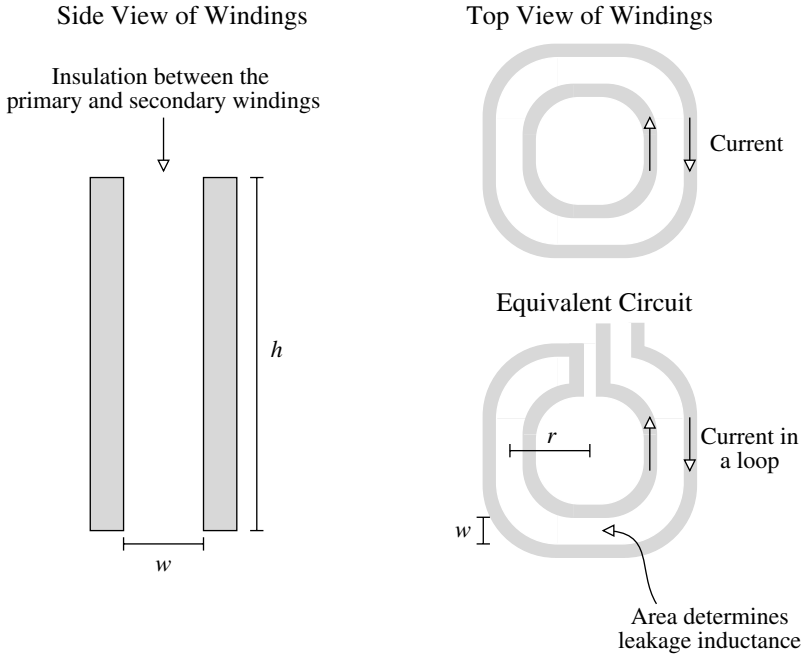 Side View of Windings
Insulation between the
primary and secondary windings
h
w
Top View of Windings
Current
Equivalent Circuit
r
Current in
a loop
w
Area determines
leakage inductance